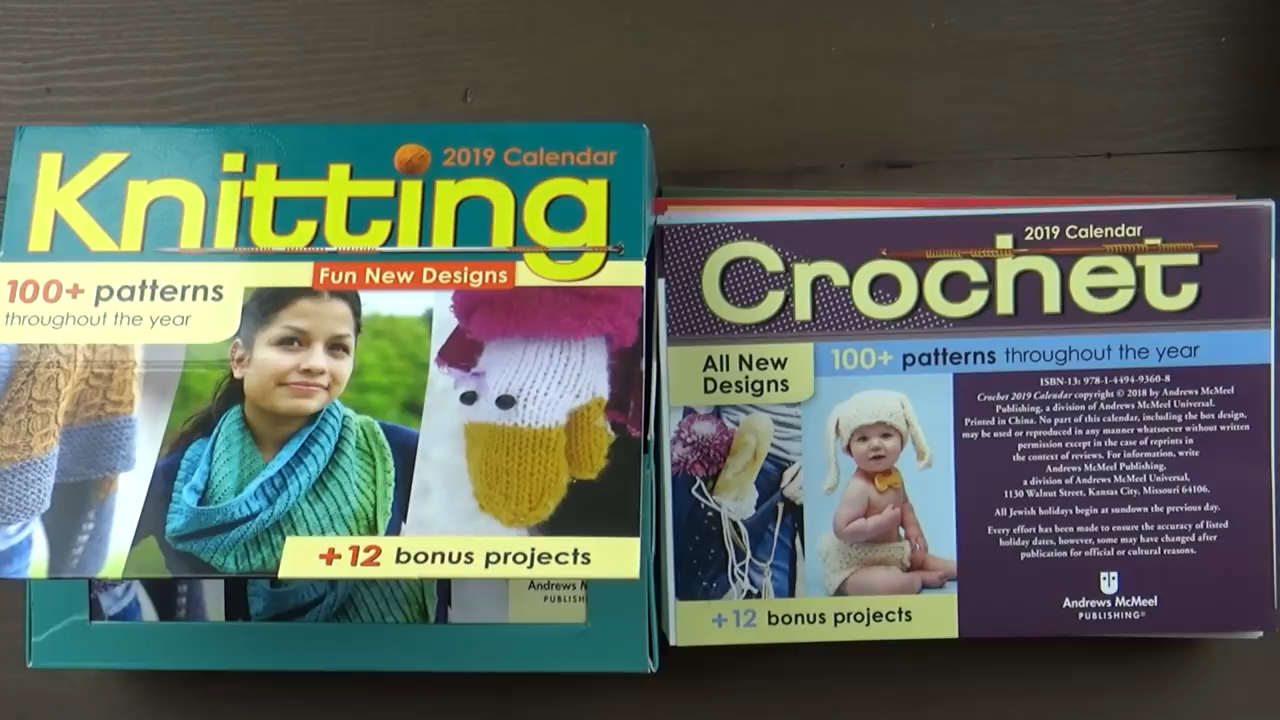 Knitting
2019 Calendar
Fun New Designs
100+ patterns
throughout the year
+12 bonus projects
Andrews
PUBLISH
2019 Calendar
Crochet
All New
Designs
100+ patterns throughout the year
ISBN-13: 978-1-4494-9360-8
Crochet 2019 Calendar copyright © 2018 by Andrews McMeel
Publishing, a division of Andrews McMeel Universal.
Printed in China. No part of this calendar, including the box design,
may be used or reproduced in any manner whatsoever without written
permission except in the case of reprints in
the context of reviews. For information, write
Andrews McMeel Publishing,
a division of Andrews McMeel Universal,
1130 Walnut Street, Kansas City, Missouri 64106.
All Jewish holidays begin at sundown the previous day.
Every effort has been made to ensure the accuracy of listed
holiday dates, however, some may have changed after
publication for official or cultural reasons.
Andrews McMeel
PUBLISHING®
+12 bonus projects